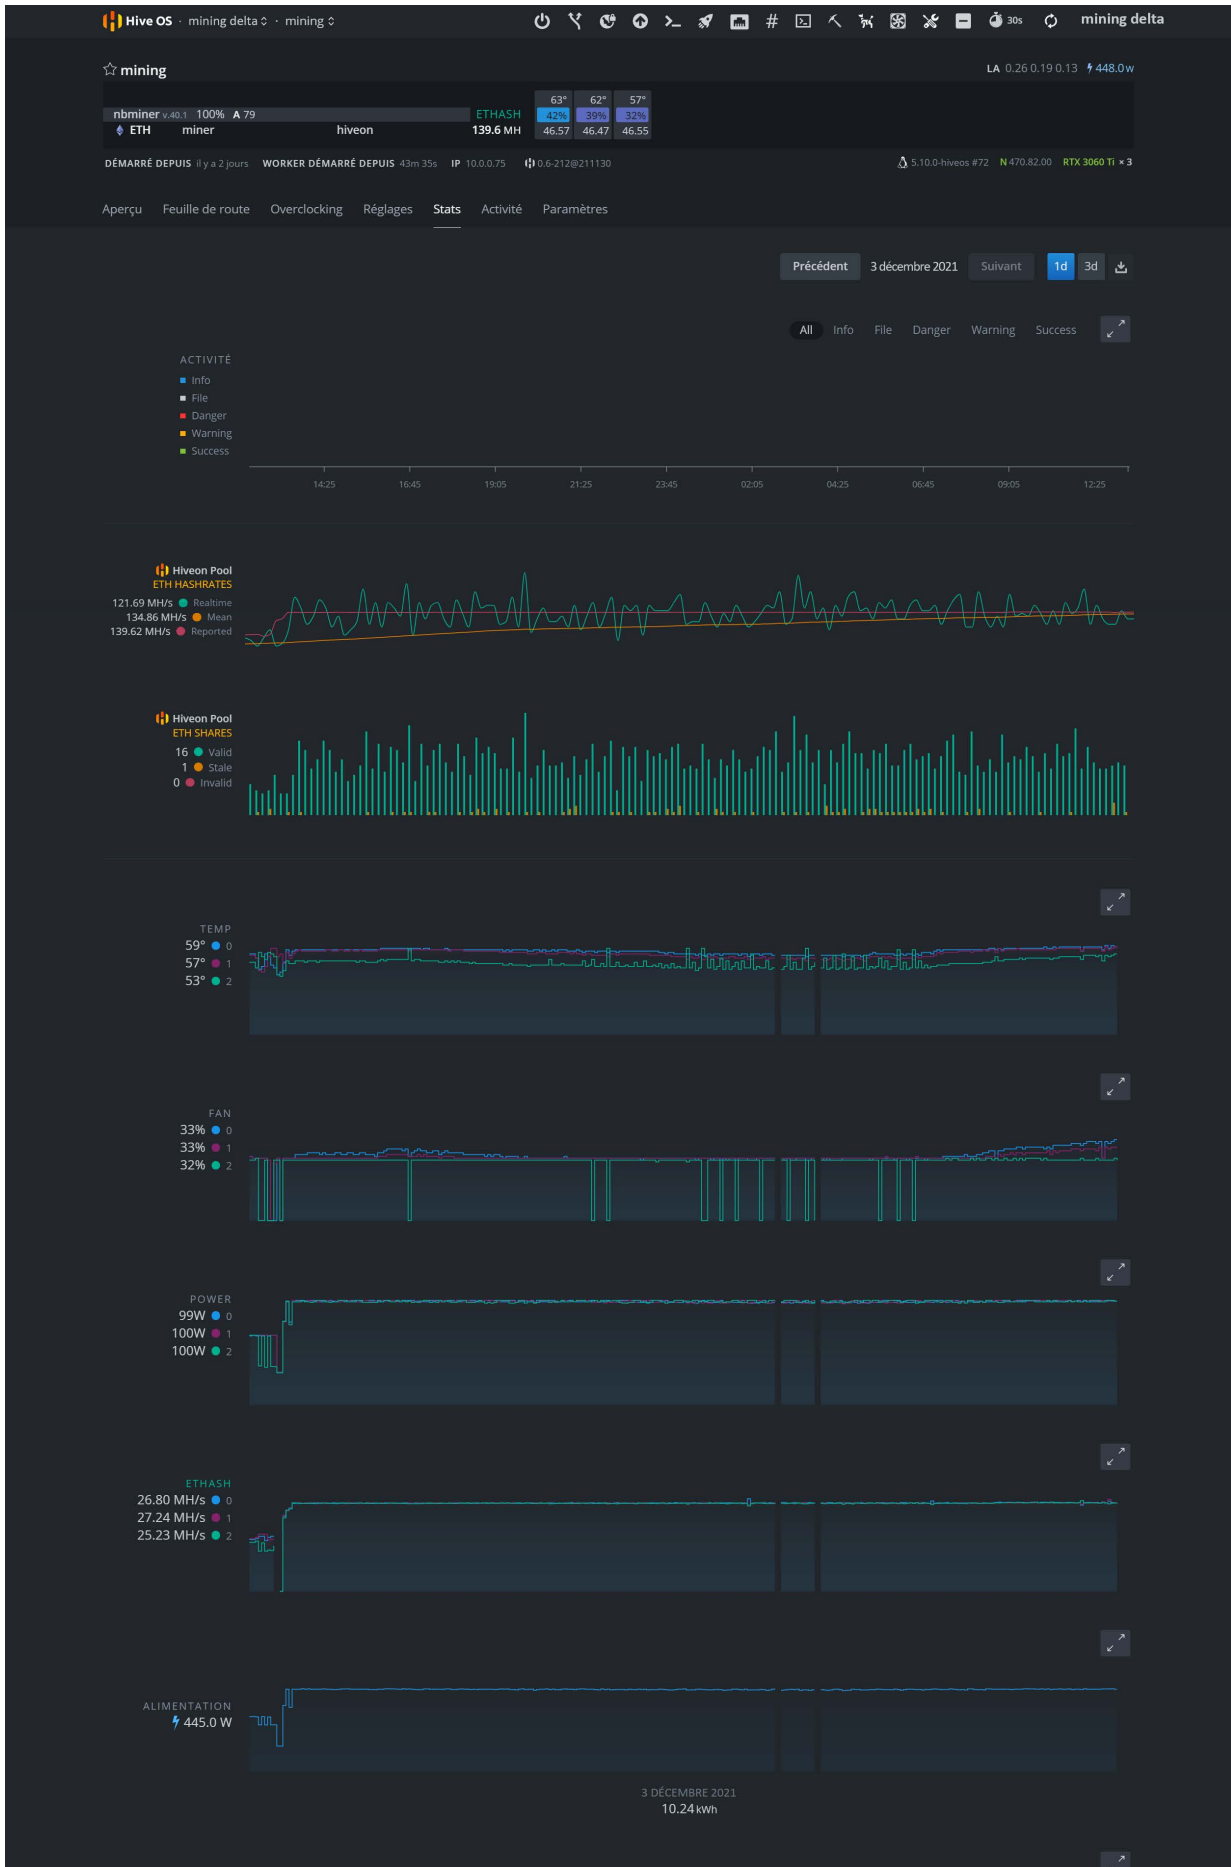 Hive OS · mining delta · mining # 30s mining delta
mining LA 0.26 0.19 0.13 448.0 w
63° 62° 57°
nbminer v.40.1 100% A 79 ETHASH 42% 39% 32%
ETH miner hiveon 139.6 MH 46.57 46.47 46.55
DÉMARRÉ DEPUIS il y a 2 jours WORKER DÉMARRÉ DEPUIS 43m 35s IP 10.0.0.75 0.6-212@211130 5.10.0-hiveos #72 N 470.82.00 RTX 3060 Ti × 3
Aperçu Feuille de route Overclocking Réglages Stats Activité Paramètres
Précédent 3 décembre 2021 Suivant 1d 3d
All Info File Danger Warning Success
ACTIVITÉ
Info
File
Danger
Warning
Success
14:25 16:45 19:05 21:25 23:45 02:05 04:25 06:45 09:05 12:25
Hiveon Pool
ETH HASHRATES
121.69 MH/s Realtime
134.86 MH/s Mean
139.62 MH/s Reported
Hiveon Pool
ETH SHARES
16 Valid
1 Stale
0 Invalid
TEMP
59° 0
57° 1
53° 2
FAN
33% 0
33% 1
32% 2
POWER
99W 0
100W 1
100W 2
ETHASH
26.80 MH/s 0
27.24 MH/s 1
25.23 MH/s 2
ALIMENTATION
445.0 W
3 DÉCEMBRE 2021
10.24 kWh